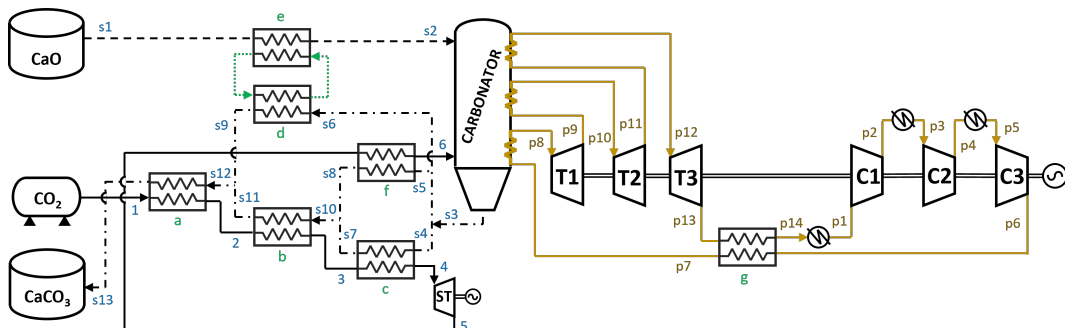 s1
e
s2
CaO
CARBONATOR
d
s9
s6
p9
p8
p10
p11
p12
p2
p3
p4
p5
6
T1
T2
T3
C1
C2
C3
s12
s8
f
s5
CO2
1
a
s11
s10
s3
2
b
s7
s4
p13
p14
p1
p6
3
c
4
p7
g
CaCO3
s13
ST
5